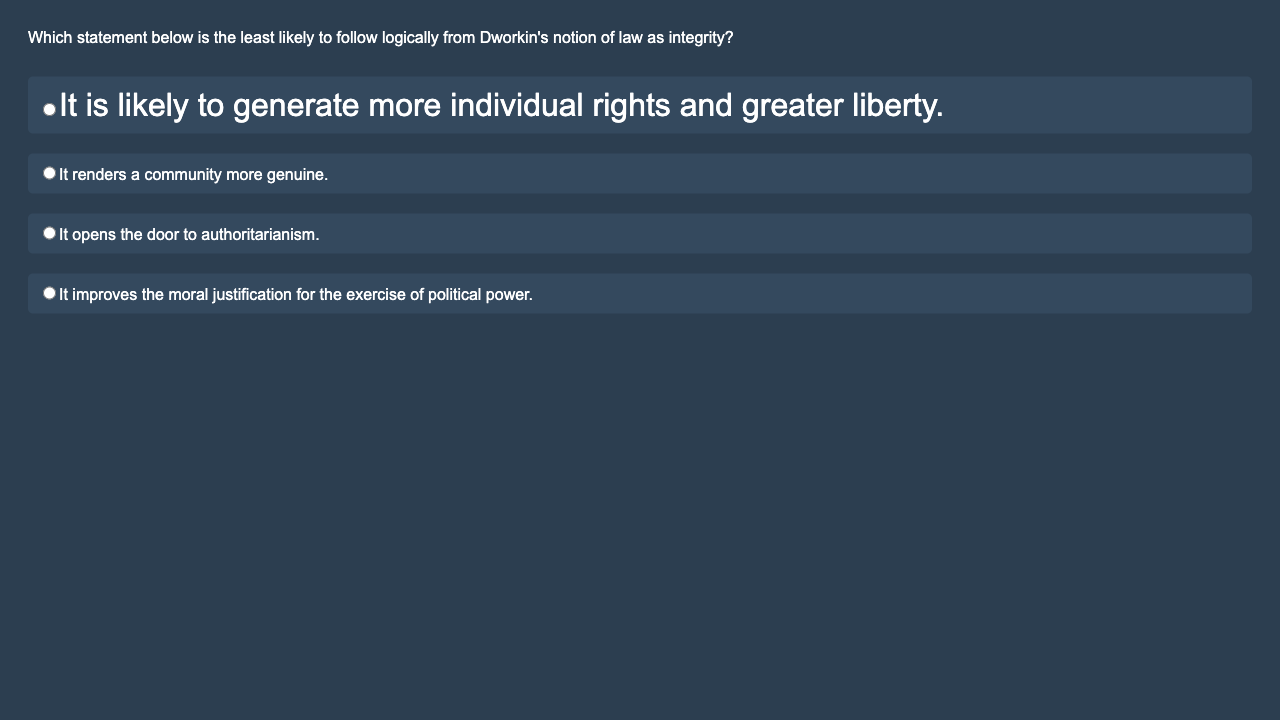 Which statement below is the least likely to follow logically from Dworkin's notion of law as integrity?
It is likely to generate more individual rights and greater liberty.
It renders a community more genuine.
It opens the door to authoritarianism.
It improves the moral justification for the exercise of political power.